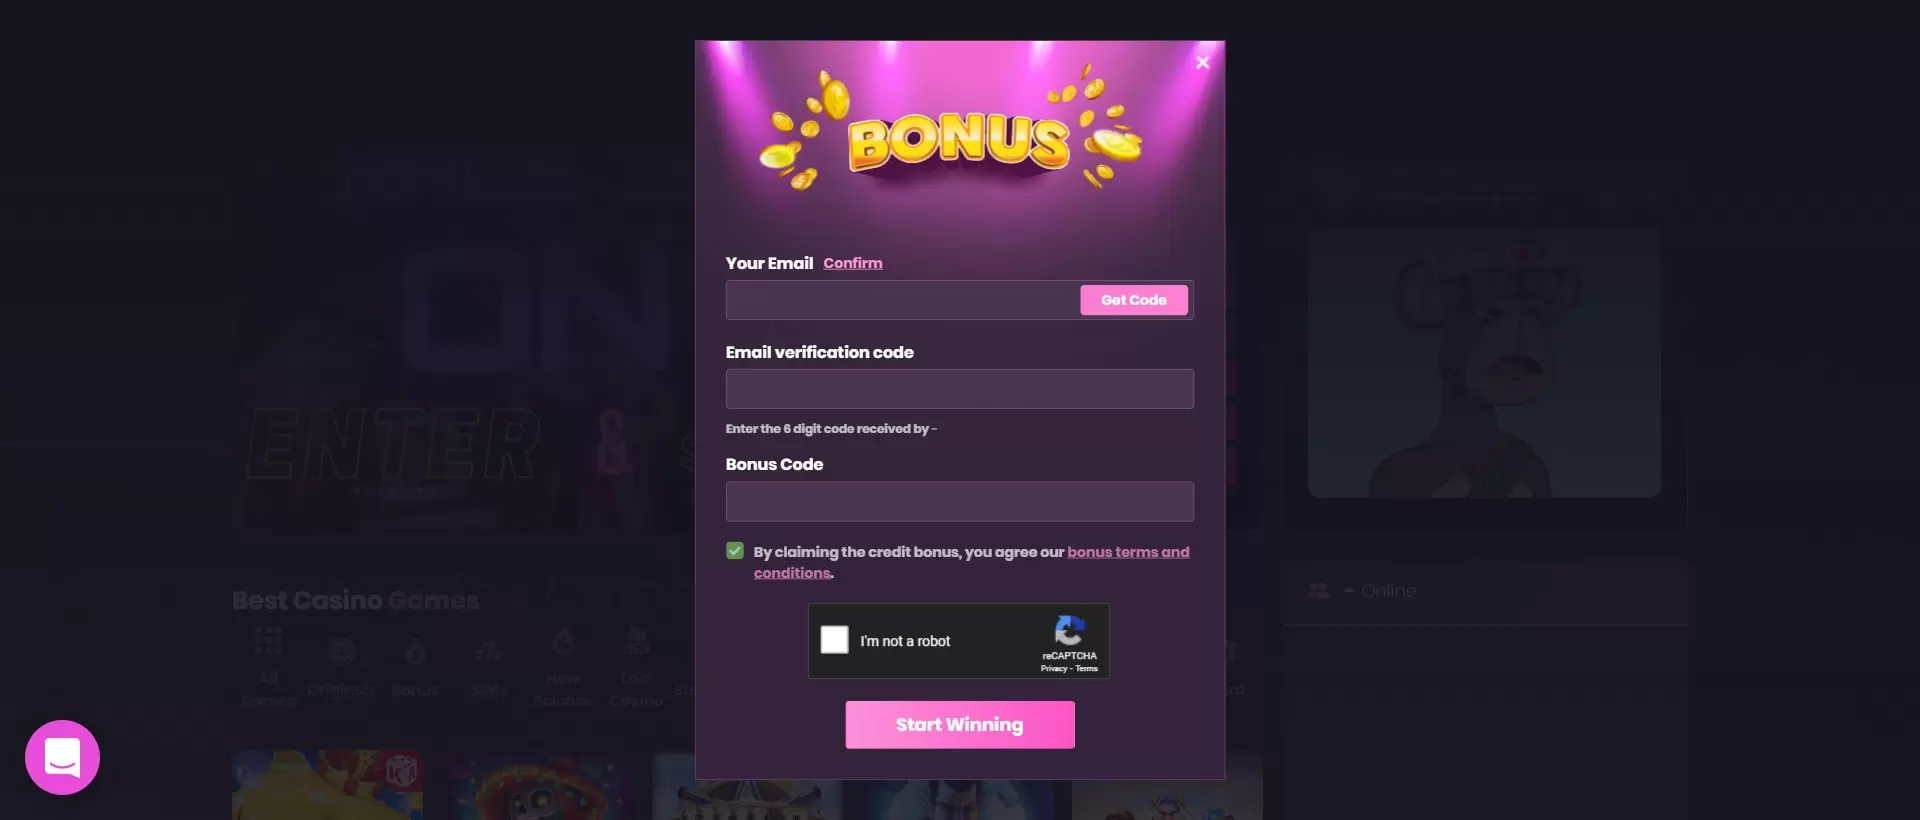 BONUS
Your Email Confirm
Get Code
Email verification code
Enter the 6 digit code received by -
Bonus Code
By claiming the credit bonus, you agree our bonus terms and
conditions.
I'm not a robot
reCAPTCHA
Privacy - Terms
Start Winning
ON
ENTER &
Best Casino Games
- Online
All
Games
Originals
Bonus
Slots
New
Release
Live
Casino